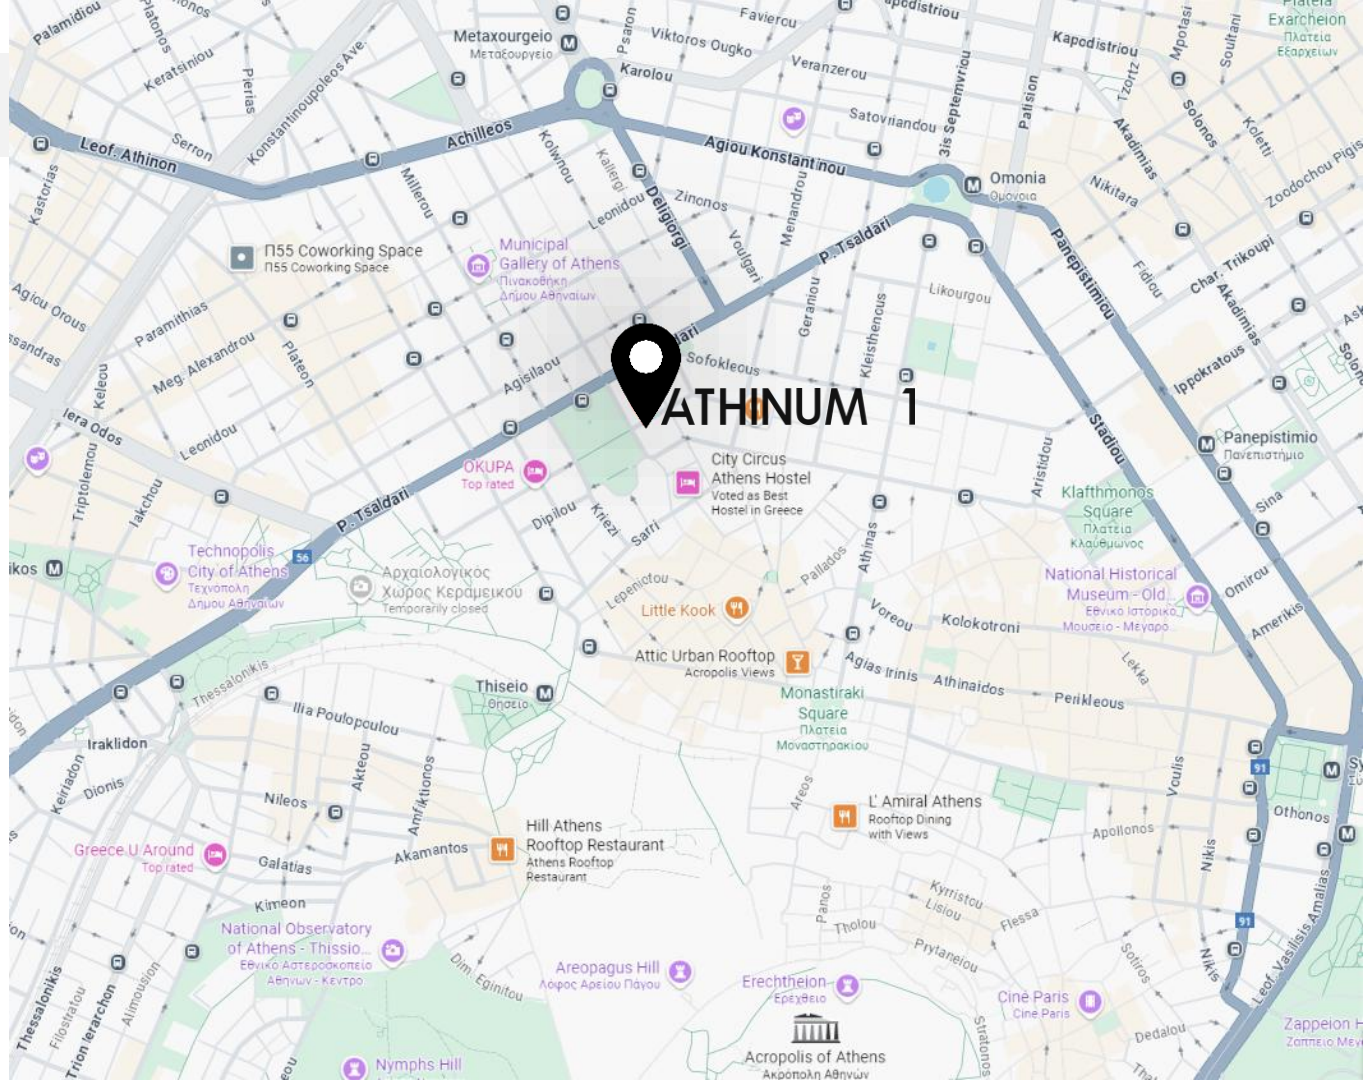 Palamidiou
Platonos
Pierias
Keratsiniou
Konstantinoupoleos Ave.
Serron
Leof. Athinon
Kastorias
Metaxourgeio
Μεταξουργείο
Psaron
Karolou
Viktoros Ougko
Favierou
Veranzerou
Satovriandou
3is Septemvriou
Patision
Kapodistriou
Tzortz
Mpotasi
Soultani
Exarcheion
Πλατεία
Εξαρχείων
Solonos
Koletti
Zoodochou Pigis
Akadimias
Nikitara
Achilleos
Kolwnou
Kallergi
Leonidou
Deligiorgi
Zinonos
Voulgari
Menandrou
Agiou Konstantinou
Omonia
Ομόνοια
Millerou
Π55 Coworking Space
Π55 Coworking Space
Municipal
Gallery of Athens
Πινακοθήκη
Δήμου Αθηναίων
P. Tsaldari
Geraniou
Likourgou
Kleisthenous
Panepistimiou
Fidiou
Char. Trikoupi
Akadimias
Ippokratous
Agiou Orous
Paramithias
Meg. Alexandrou
Plateon
Keleou
Iera Odos
Leonidou
Triptolemou
Iakchou
Agisilaou
Sofokleous
ATHINUM 1
Stadiou
Panepistimio
Πανεπιστήμιο
Sina
OKUPA
Top rated
City Circus
Athens Hostel
Voted as Best
Hostel in Greece
Aristidou
Klafthmonos
Square
Πλατεία
Κλαυθμώνος
P. Tsaldari
Dipilou
Kriezi
Sarri
Athinas
Pallados
56
Technopolis
City of Athens
Τεχνόπολη
Δήμου Αθηναίων
Αρχαιολογικός
Χώρος Κεραμεικού
Temporarily closed
Lepeniotou
Little Kook
Voreou
Kolokotroni
National Historical
Museum - Old...
Εθνικό Ιστορικό
Μουσείο - Μέγαρο...
Omirou
Amerikis
Attic Urban Rooftop
Acropolis Views
Agias Irinis
Athinaidos
Perikleous
Lekka
Thessalonikis
Thiseio
Θησείο
Monastiraki
Square
Πλατεία
Μοναστηρακίου
Ilia Poulopoulou
Iraklidon
Keiriadon
Dionis
Akteou
Amfiktionos
Nileos
Areos
Voulis
91
Othonos
L' Amiral Athens
Rooftop Dining
with Views
Apollonos
Nikis
Hill Athens
Rooftop Restaurant
Athens Rooftop
Restaurant
Akamantos
Greece U Around
Top rated
Galatias
Kimeon
Panos
Kyrristou
Lisiou
Flessa
Tholou
Prytaneiou
91
Sotiros
Nikis
Leof. Vasilisis Amalias
National Observatory
of Athens - Thissio...
Εθνικό Αστεροσκοπείο
Αθηνών - Κέντρο
Dim. Eginitou
Areopagus Hill
Λόφος Αρείου Πάγου
Erechtheion
Ερέχθειο
Ciné Paris
Cine Paris
Thessalonikis
Filostratou
Trion Ierarchon
Alimousion
Nymphs Hill
Acropolis of Athens
Ακρόπολη Αθηνών
Stratonos
Dedalou